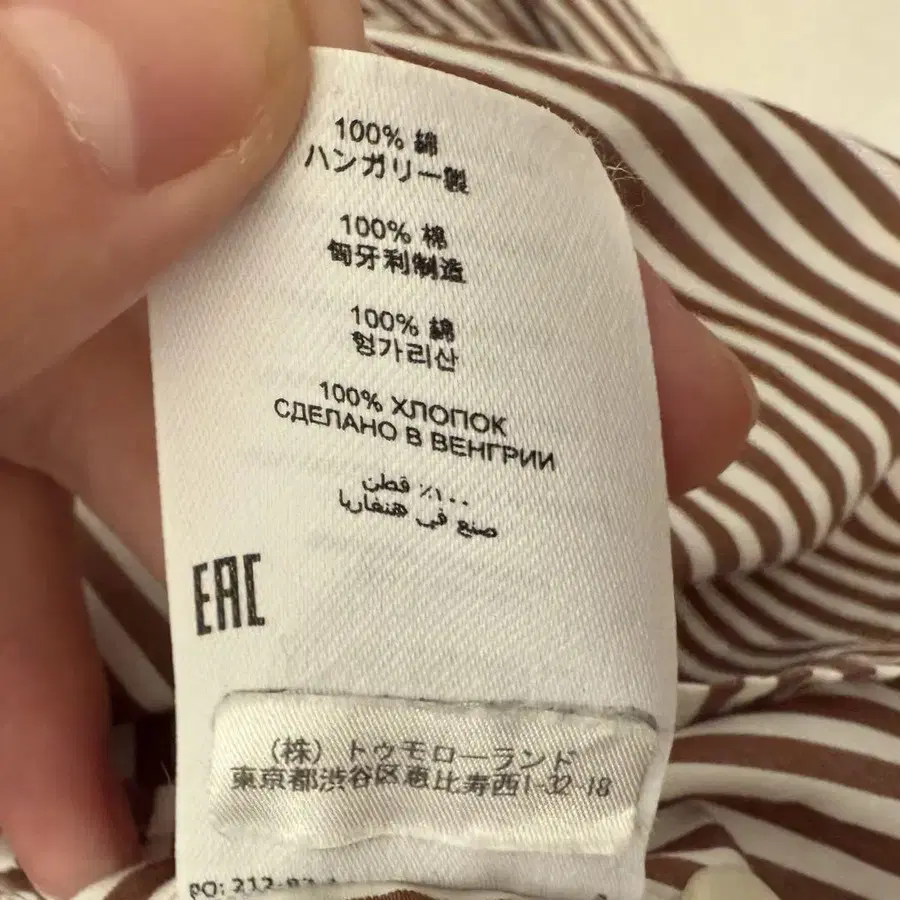 100% 綿
ハンガリー製
100% 棉
匈牙利制造
100% 綿
헝가리산
100% ХЛОПОК
СДЕЛАНО В ВЕНГРИИ
١٠٠٪ قطن
صنع في هنغاريا
EAC
(株) トゥモローランド
東京都渋谷区恵比寿西1-32-18
PO: 212-